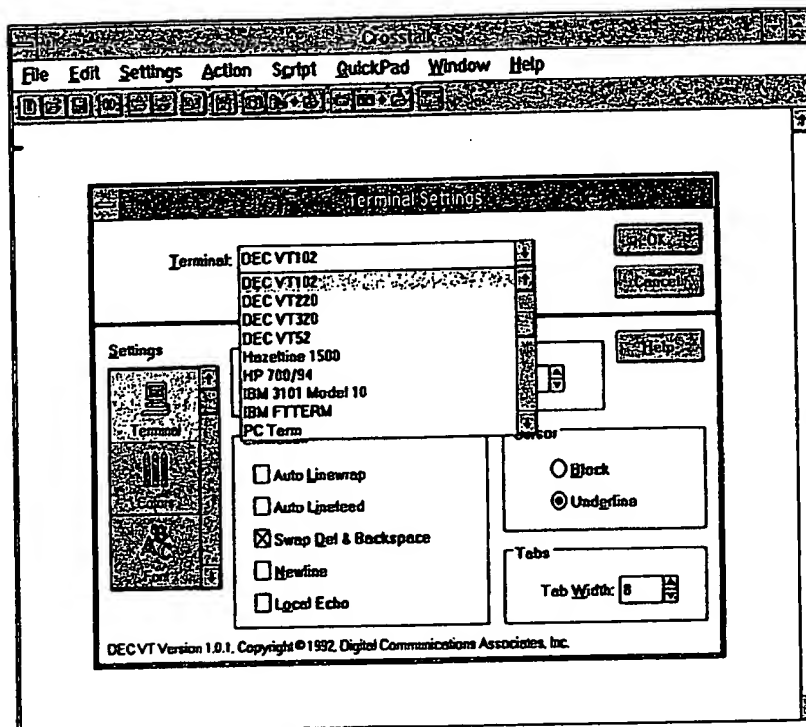 Crosstalk
File Edit Settings Action Script QuickPad Window Help
Terminal Settings
Terminal: DEC VT102
OK
DEC VT102
Cancel
DEC VT220
DEC VT320
DEC VT52
Hazeltine 1500
HP 700/94
IBM 3101 Model 10
IBM FTTERM
PC Term
Help
Settings
Terminal
Colors
Font
Cursor
Auto Linewrap
Block
Auto Linefeed
Underline
Swap Del & Backspace
Newline
Local Echo
Tabs
Tab Width: 8
DEC VT Version 1.0.1, Copyright © 1992, Digital Communications Associates, Inc.